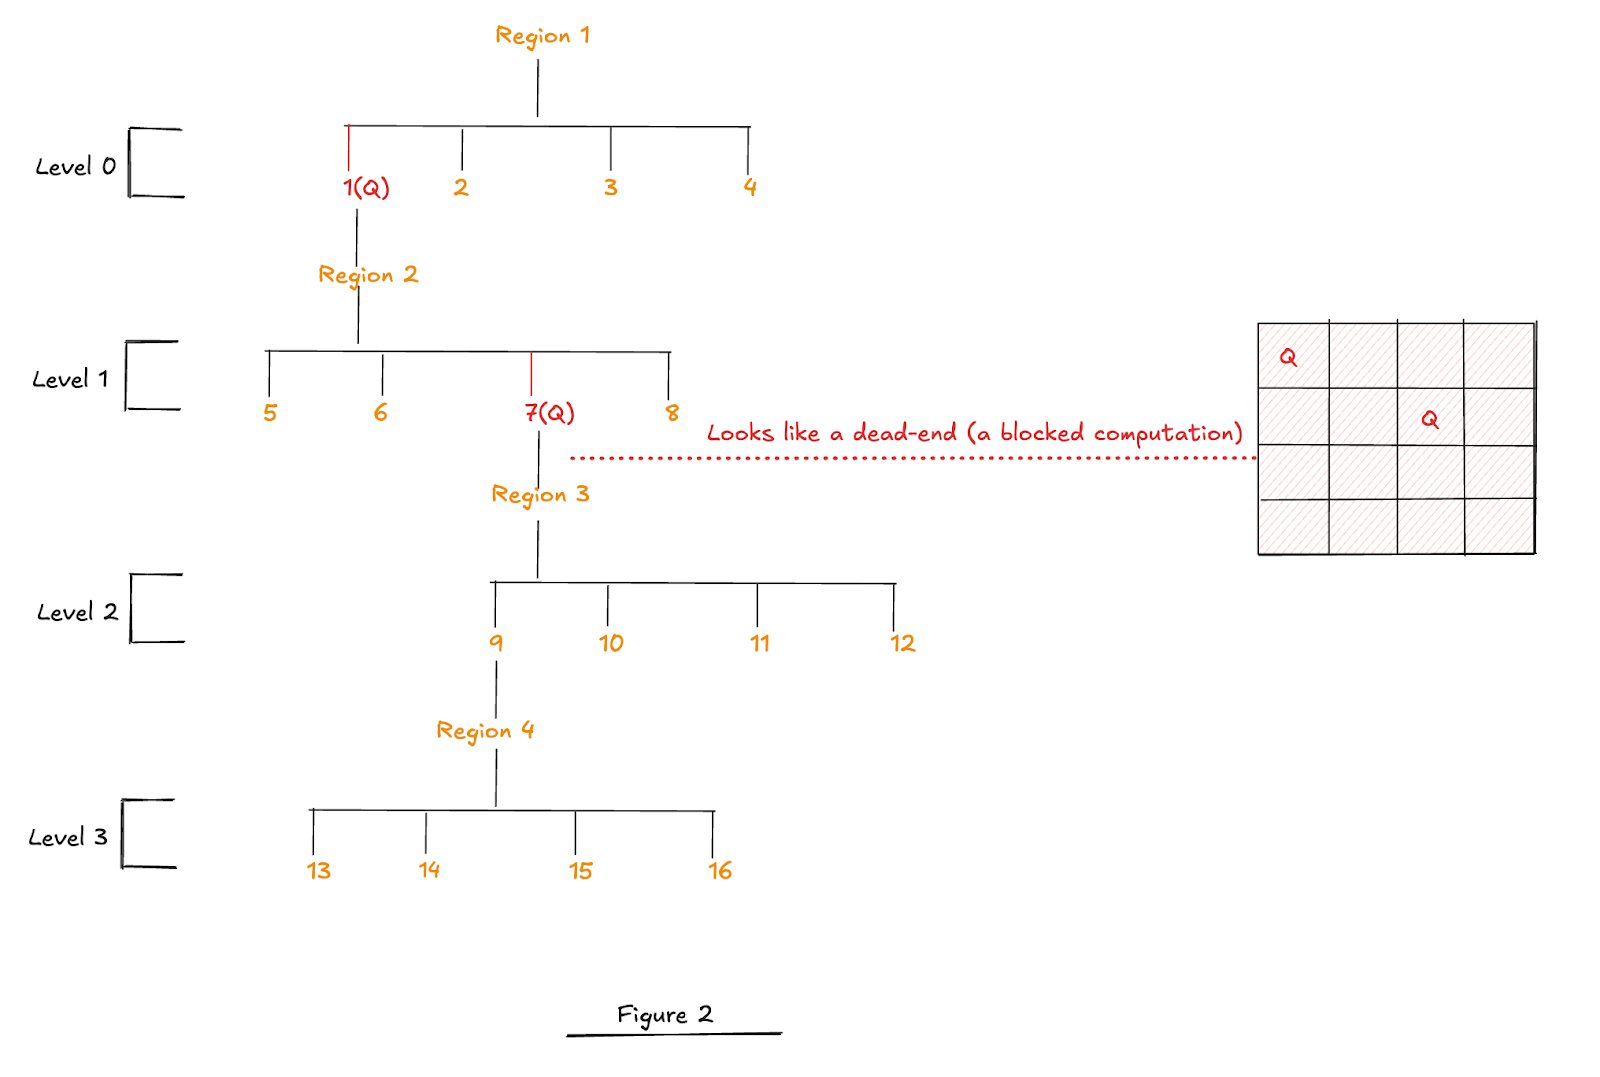 Region 1
Level 0
1(Q) 2 3 4
Region 2
Level 1
5 6 7(Q) 8
Q
Q
Looks like a dead-end (a blocked computation)
Region 3
Level 2
9 10 11 12
Region 4
Level 3
13 14 15 16
Figure 2